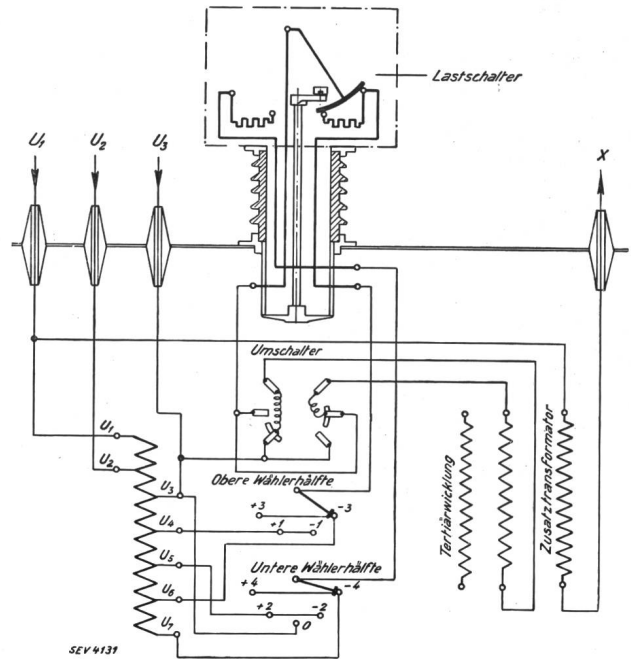 Lastschalter
U1
U2
U3
X
Umschalter
U1
U2
U3
Obere Wählerhälfte
+3
-3
U4
+1
-1
U5
Untere Wählerhälfte
+4
-4
U6
+2
-2
0
U7
Tertiärwicklung
Zusatztransformator
SEV 4131